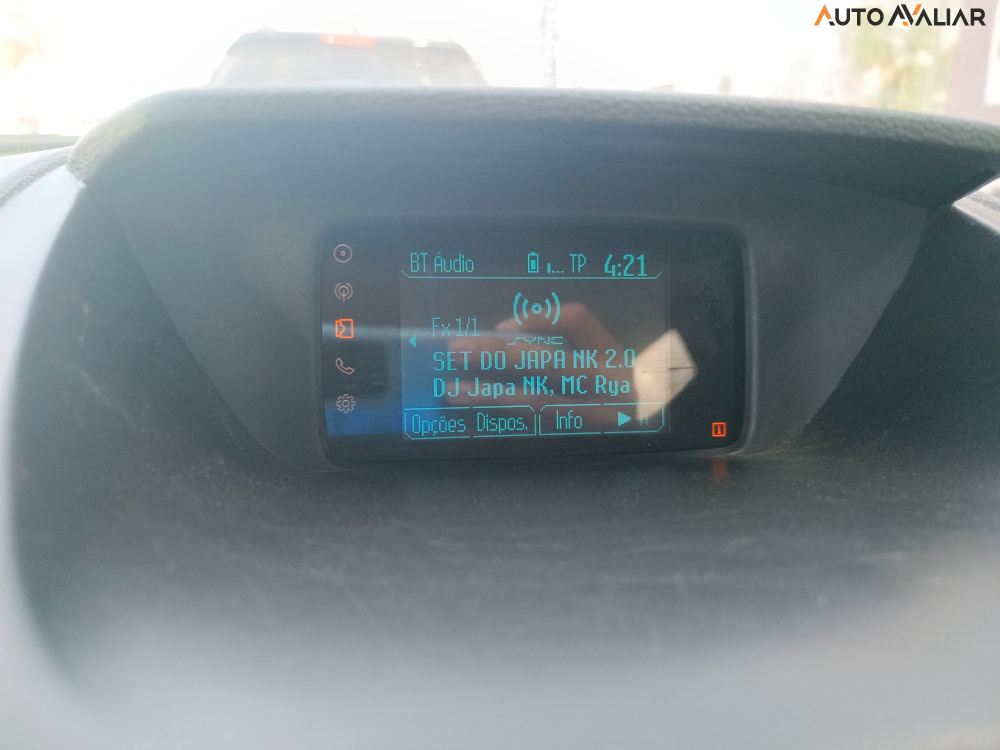 AUTO AVALIAR
BT Áudio TP 4:21
Fx 1/1
SYNC
SET DO JAPA NK 2.0
DJ Japa NK, MC Rya
Opções Dispos. Info